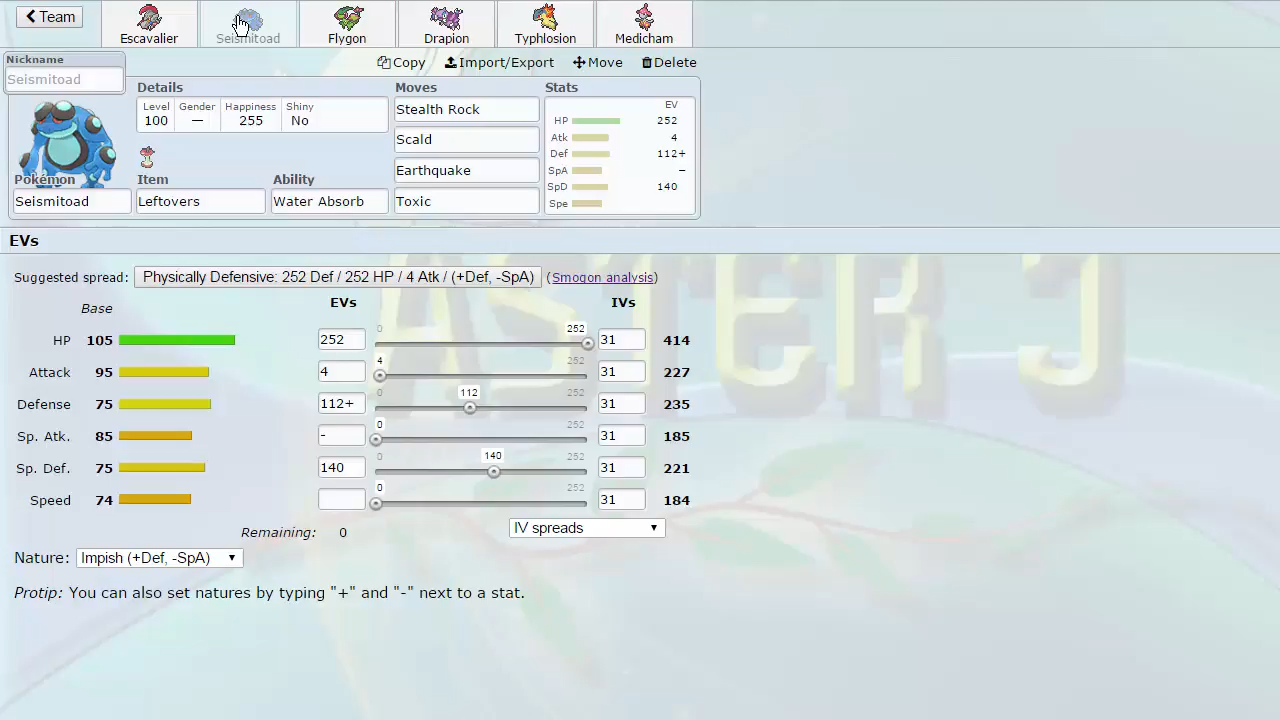 Team
Escavalier
Seismitoad
Flygon
Drapion
Typhlosion
Medicham
Nickname
Seismitoad
Copy
Import/Export
Move
Delete
Details
Moves
Stats
Level
Gender
Happiness
Shiny
100
—
255
No
Stealth Rock
Scald
Earthquake
Toxic
EV
HP 252
Atk 4
Def 112+
SpA −
SpD 140
Spe
Pokémon
Item
Ability
Seismitoad
Leftovers
Water Absorb
EVs
Suggested spread: Physically Defensive: 252 Def / 252 HP / 4 Atk / (+Def, -SpA) (Smogon analysis)
Base
EVs
IVs
HP 105 252 0 252 31 414
Attack 95 4 4 252 31 227
Defense 75 112+ 0 112 252 31 235
Sp. Atk. 85 - 0 252 31 185
Sp. Def. 75 140 0 140 252 31 221
Speed 74 0 252 31 184
Remaining: 0
IV spreads
Nature: Impish (+Def, -SpA)
Protip: You can also set natures by typing "+" and "-" next to a stat.
ASTER J